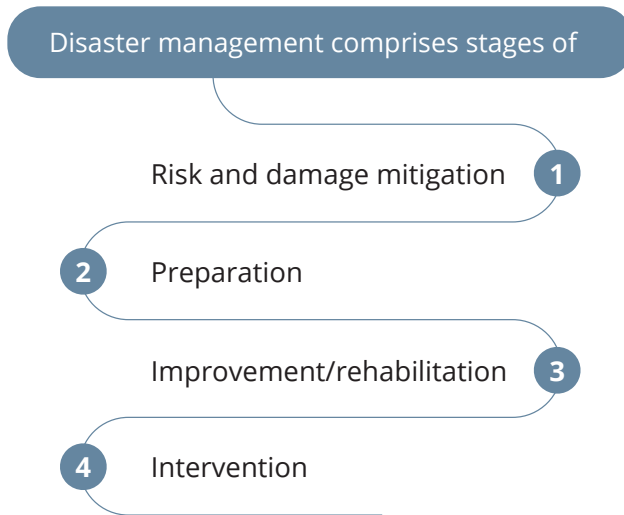 Disaster management comprises stages of
Risk and damage mitigation 1
2 Preparation
Improvement/rehabilitation 3
4 Intervention